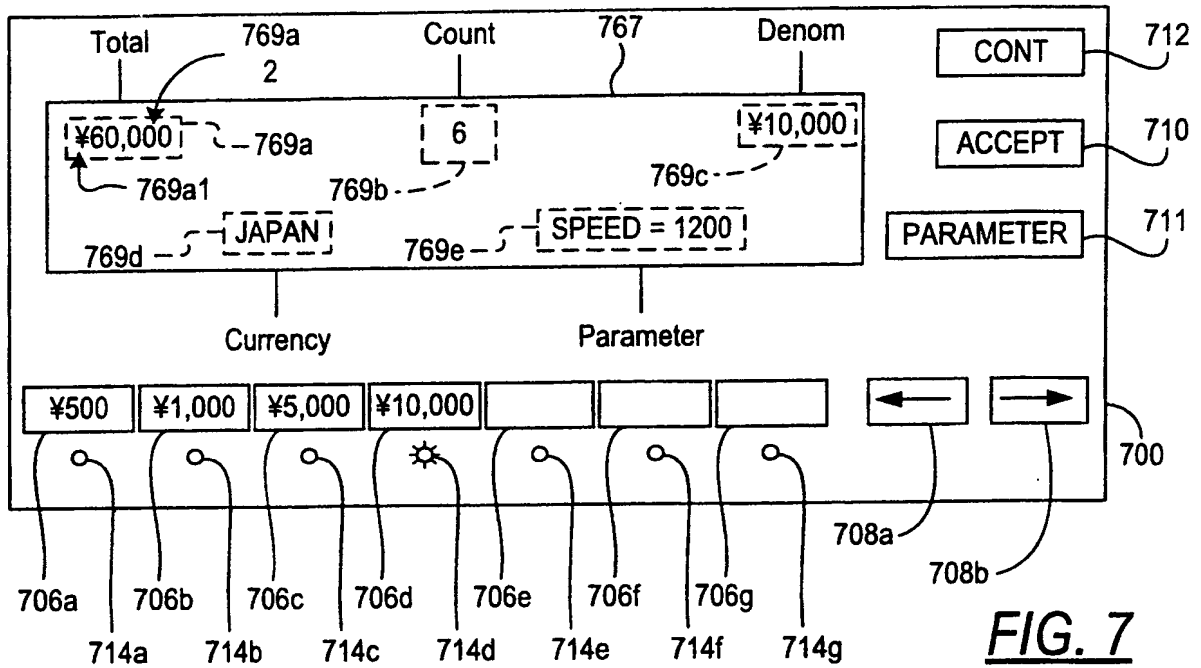 Total 769a 2 Count 767 Denom CONT 712
¥60,000 769a 6 ¥10,000 ACCEPT 710
769a1 769b 769c
769d JAPAN 769e SPEED = 1200 PARAMETER 711
Currency Parameter
¥500 ¥1,000 ¥5,000 ¥10,000 700
708a
706a 706b 706c 706d 706e 706f 706g 708b
714a 714b 714c 714d 714e 714f 714g FIG. 7